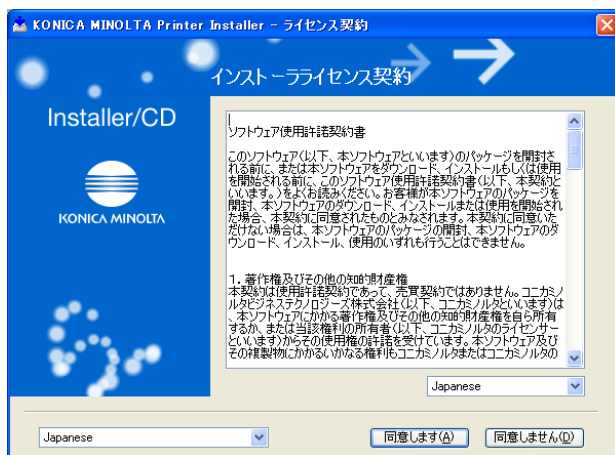 KONICA MINOLTA Printer Installer - ライセンス契約
インストーラライセンス契約
Installer/CD
KONICA MINOLTA
ソフトウェア使用許諾契約書
このソフトウェア(以下、本ソフトウェアといいます)のパッケージを開封さ
れる前に、または本ソフトウェアをダウンロード、インストールもしくは使用
を開始される前に、このソフトウェア使用許諾契約書(以下、本契約と
いいます。)をよくお読みください。お客様が本ソフトウェアのパッケージを
開封、本ソフトウェアのダウンロード、インストールまたは使用を開始され
た場合、本契約に同意されたものとみなされます。本契約に同意いた
だけない場合は、本ソフトウェアのパッケージの開封、本ソフトウェアのダ
ウンロード、インストール、使用のいずれも行うことはできません。
1. 著作権及びその他の知的財産権
本契約は使用許諾契約であって、売買契約ではありません。コニカミノ
ルタビジネステクノロジーズ株式会社(以下、コニカミノルタといいます)は
、本ソフトウェアにかかる著作権及びその他の知的財産権を自ら所有
するか、または当該権利の所有者(以下、コニカミノルタのライセンサー
といいます)からその使用権の許諾を受けています。本ソフトウェア及び
その複製物にかかるいかなる権利もコニカミノルタまたはコニカミノルタの
Japanese
Japanese
同意します(A)
同意しません(D)